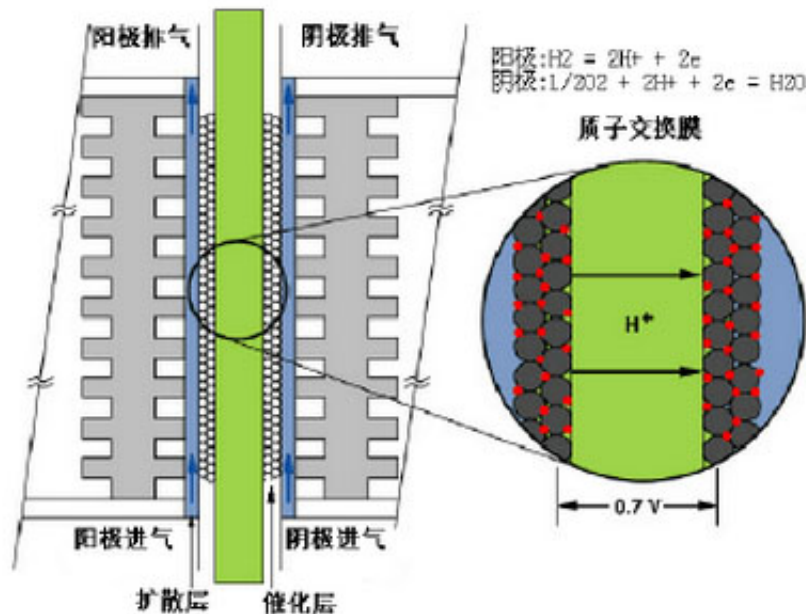 阳极排气
阴极排气
阳极:H2 = 2H+ + 2e
阴极:1/2O2 + 2H+ + 2e = H2O
质子交换膜
H+
0.7 V
阳极进气
阴极进气
扩散层
催化层